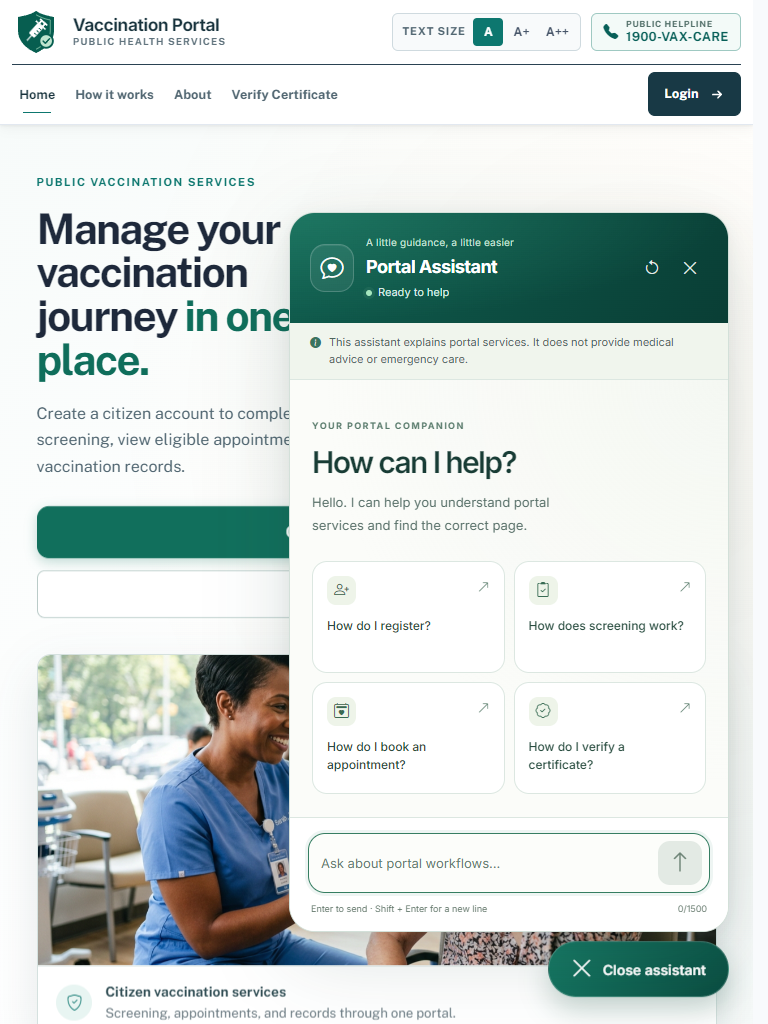 Vaccination Portal
PUBLIC HEALTH SERVICES
TEXT SIZE A A+ A++
PUBLIC HELPLINE
1900-VAX-CARE
Home How it works About Verify Certificate
Login
PUBLIC VACCINATION SERVICES
Manage your
vaccination
journey in one
place.
Create a citizen account to
screening, view eligible
vaccination records.
A little guidance, a little easier
Portal Assistant
Ready to help
This assistant explains portal services. It does not provide medical
advice or emergency care.
YOUR PORTAL COMPANION
How can I help?
Hello. I can help you understand portal
services and find the correct page.
How do I register?
How does screening work?
How do I book an
appointment?
How do I verify a
certificate?
Ask about portal workflows...
Enter to send · Shift + Enter for a new line
0/1500
Close assistant
Citizen vaccination services
Screening, appointments, and records through one portal.